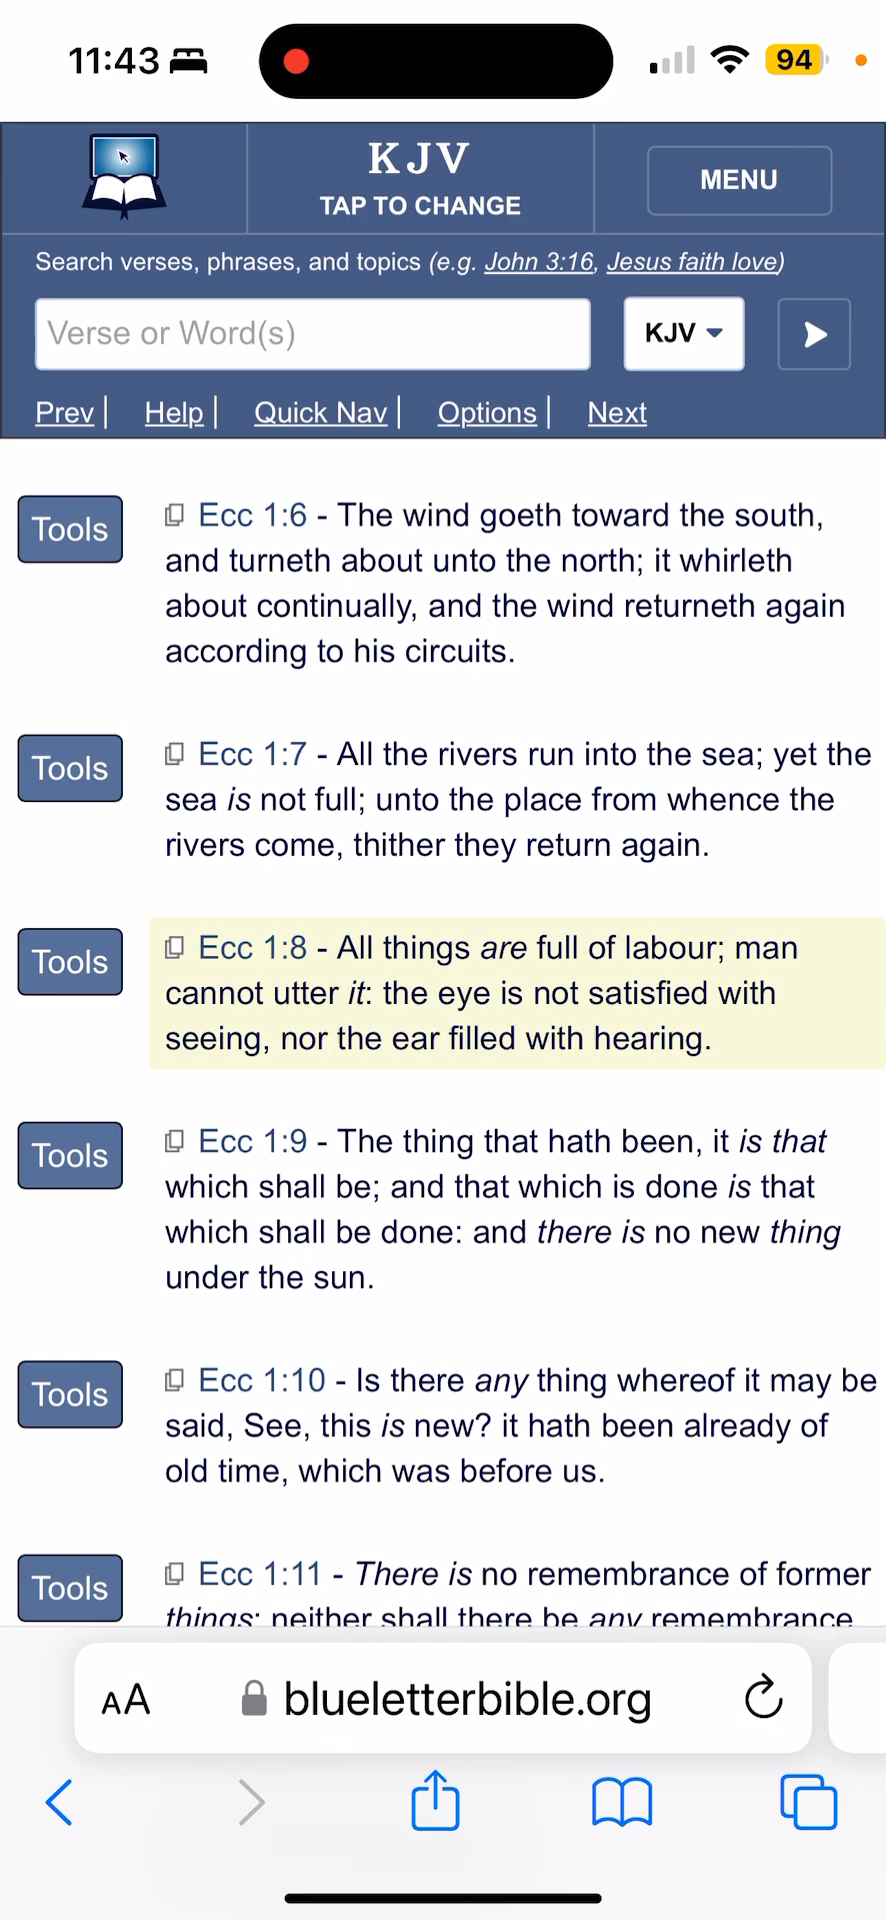 11:43
94
KJV
TAP TO CHANGE
MENU
Search verses, phrases, and topics (e.g. John 3:16, Jesus faith love)
Verse or Word(s)
KJV
Prev | Help | Quick Nav | Options | Next
Tools
Ecc 1:6 - The wind goeth toward the south,
and turneth about unto the north; it whirleth
about continually, and the wind returneth again
according to his circuits.
Tools
Ecc 1:7 - All the rivers run into the sea; yet the
sea is not full; unto the place from whence the
rivers come, thither they return again.
Tools
Ecc 1:8 - All things are full of labour; man
cannot utter it: the eye is not satisfied with
seeing, nor the ear filled with hearing.
Tools
Ecc 1:9 - The thing that hath been, it is that
which shall be; and that which is done is that
which shall be done: and there is no new thing
under the sun.
Tools
Ecc 1:10 - Is there any thing whereof it may be
said, See, this is new? it hath been already of
old time, which was before us.
Tools
Ecc 1:11 - There is no remembrance of former
things; neither shall there be any remembrance
AA
blueletterbible.org